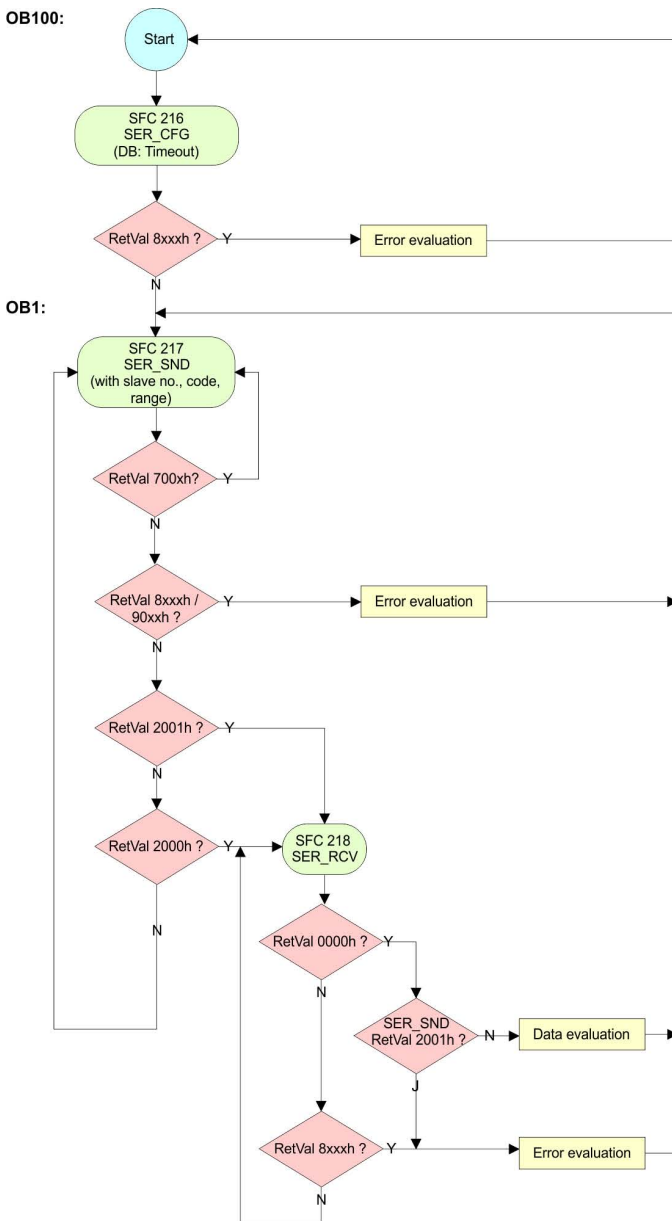 OB100:
Start
SFC 216
SER_CFG
(DB: Timeout)
RetVal 8xxxh ?
Y
Error evaluation
N
OB1:
SFC 217
SER_SND
(with slave no., code,
range)
RetVal 700xh?
Y
N
RetVal 8xxxh /
90xxh ?
Y
Error evaluation
N
RetVal 2001h ?
Y
N
RetVal 2000h ?
Y
SFC 218
SER_RCV
N
RetVal 0000h ?
Y
N
SER_SND
RetVal 2001h ?
N
Data evaluation
J
RetVal 8xxxh ?
Y
Error evaluation
N